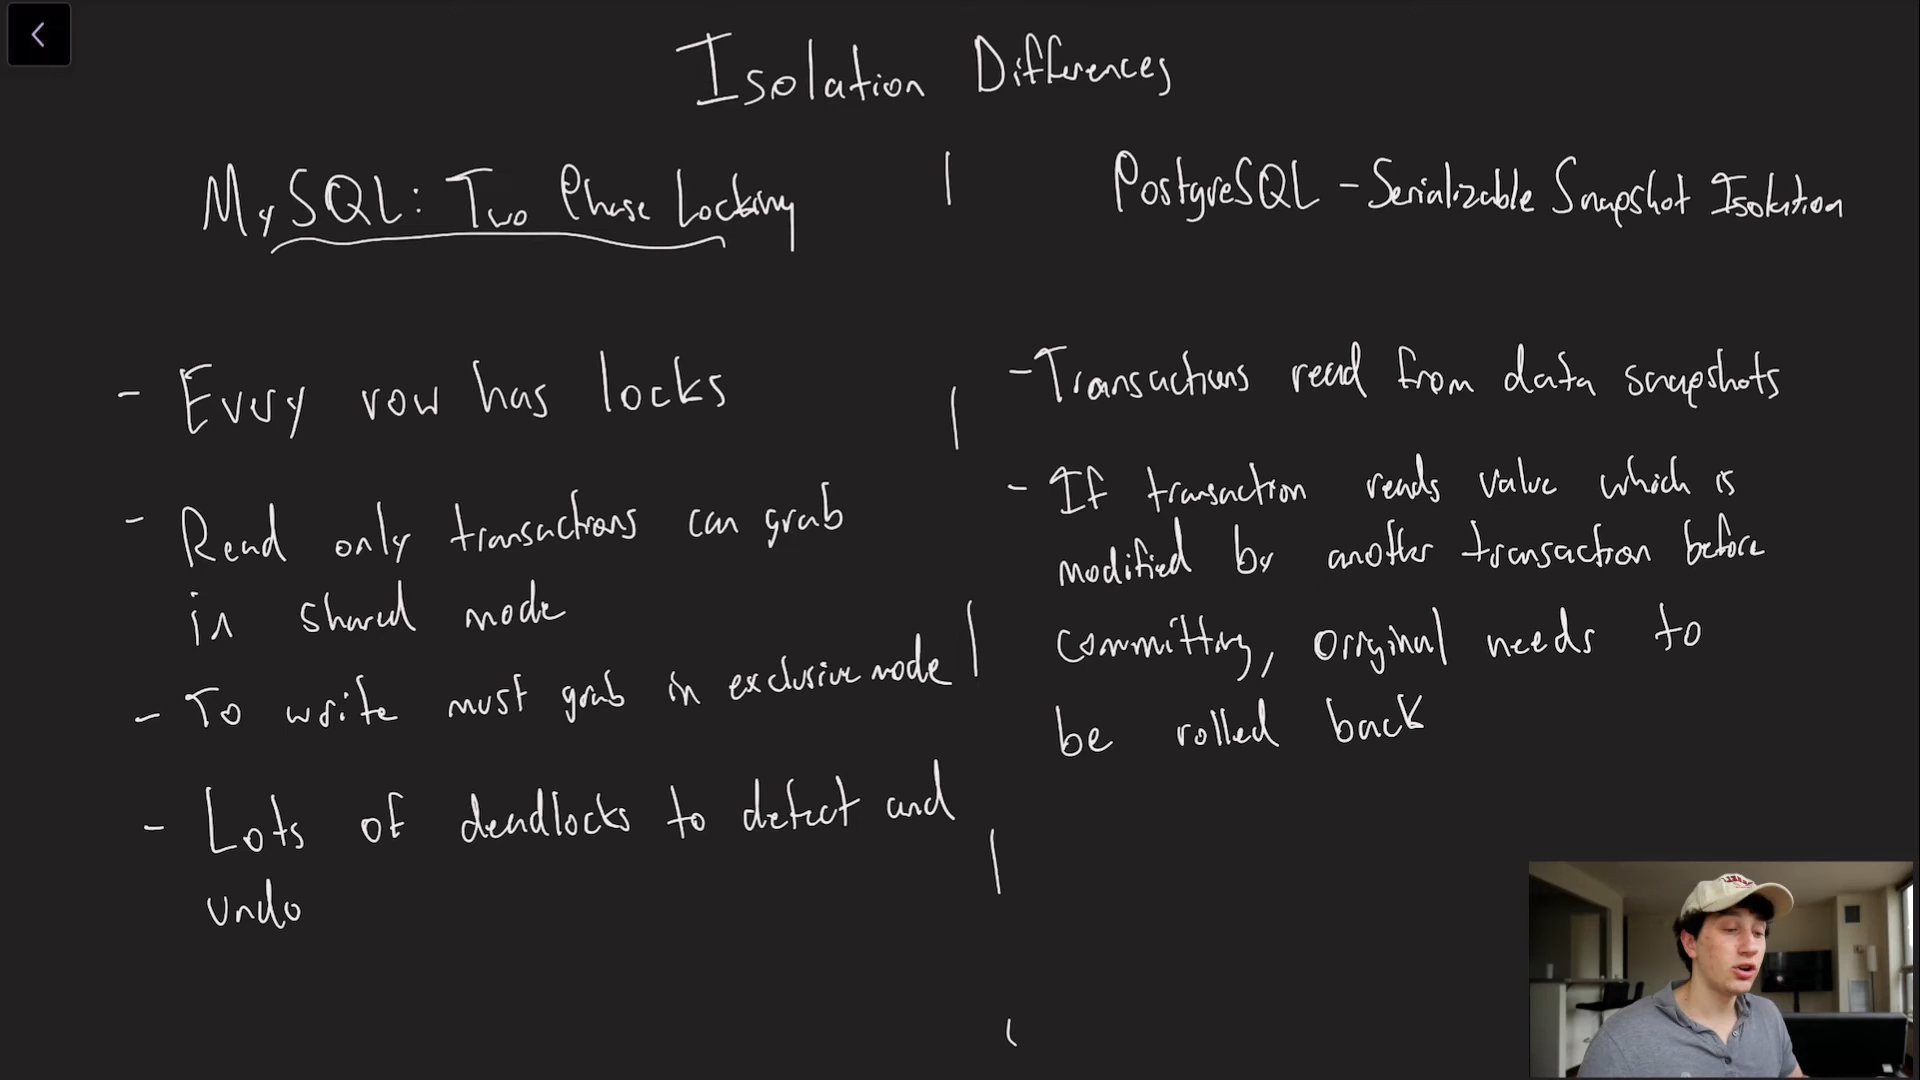 Isolation Differences
MySQL: Two Phase Locking
- Every row has locks
- Read only transactions can grab
in shared mode
- To write must grab in exclusive mode
- Lots of deadlocks to detect and
undo
PostgreSQL - Serializable Snapshot Isolation
- Transactions read from data snapshots
- If transaction reads value which is
modified by another transaction before
committing, original needs to
be rolled back